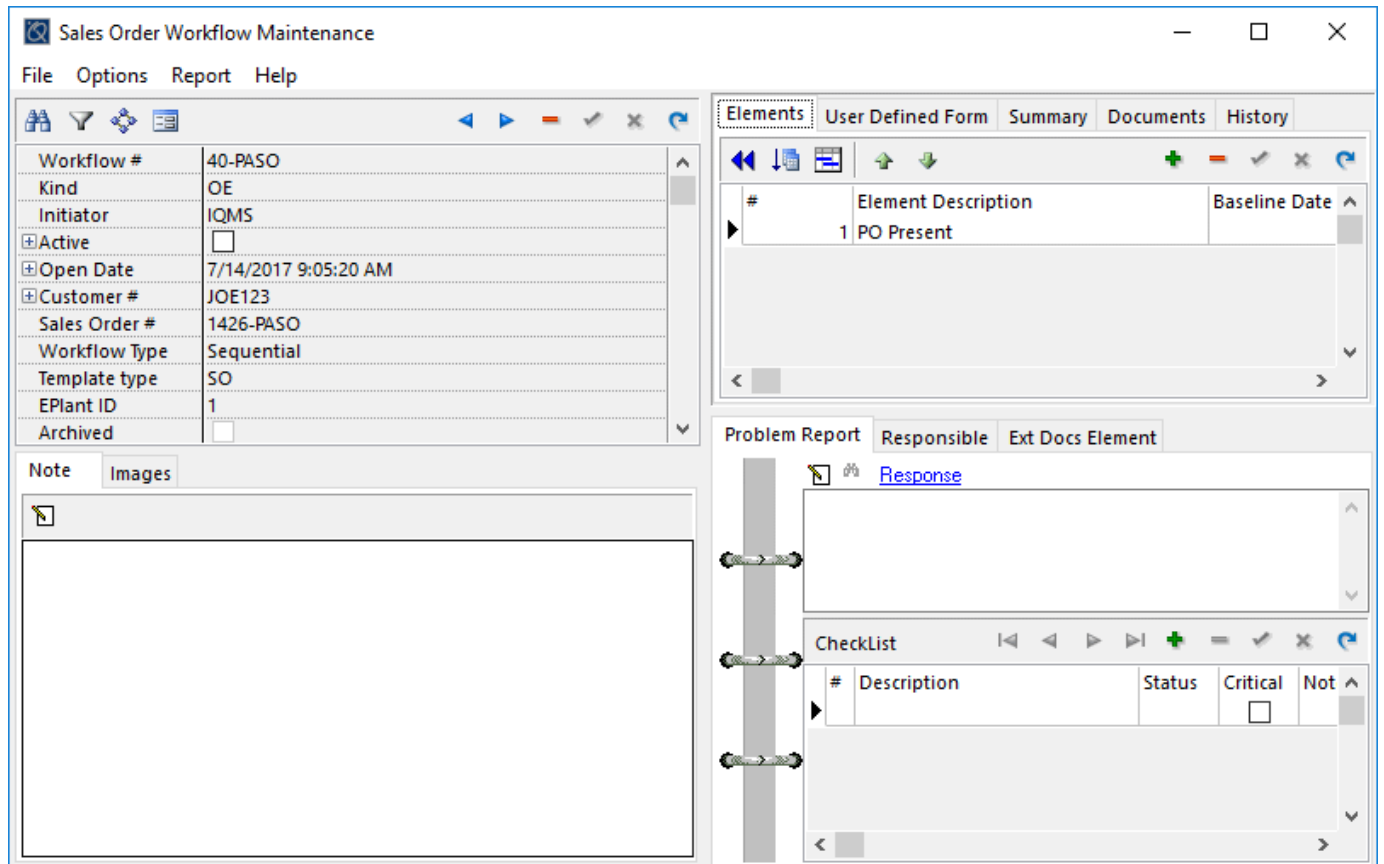 Sales Order Workflow Maintenance
File Options Report Help
Workflow # 40-PASO
Kind OE
Initiator IQMS
Active
Open Date 7/14/2017 9:05:20 AM
Customer # JOE123
Sales Order # 1426-PASO
Workflow Type Sequential
Template type SO
EPlant ID 1
Archived
Note Images
Elements User Defined Form Summary Documents History
# Element Description Baseline Date
1 PO Present
Problem Report Responsible Ext Docs Element
Response
CheckList
# Description Status Critical Not